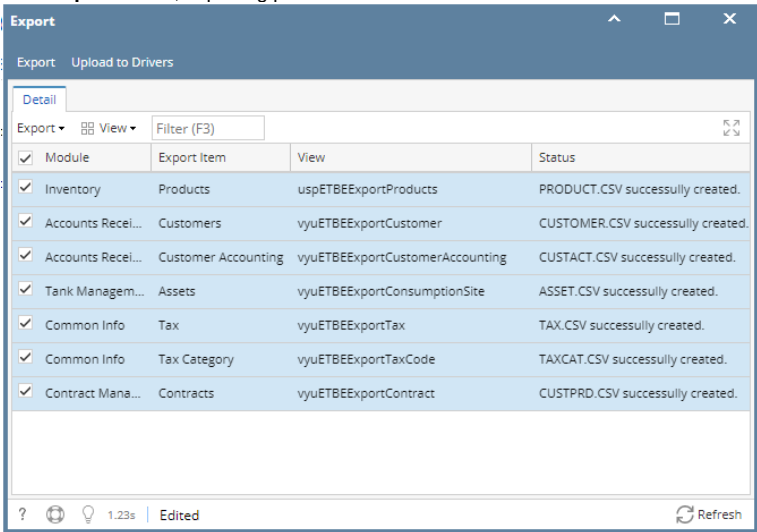 Export
Export Upload to Drivers
Detail
Export View Filter (F3)
Module Export Item View Status
Inventory Products uspETBEExportProducts PRODUCT.CSV successully created.
Accounts Recei... Customers vyuETBEExportCustomer CUSTOMER.CSV successully created.
Accounts Recei... Customer Accounting vyuETBEExportCustomerAccounting CUSTACT.CSV successully created.
Tank Managem... Assets vyuETBEExportConsumptionSite ASSET.CSV successully created.
Common Info Tax vyuETBEExportTax TAX.CSV successully created.
Common Info Tax Category vyuETBEExportTaxCode TAXCAT.CSV successully created.
Contract Mana... Contracts vyuETBEExportContract CUSTPRD.CSV successully created.
? 1.23s Edited Refresh